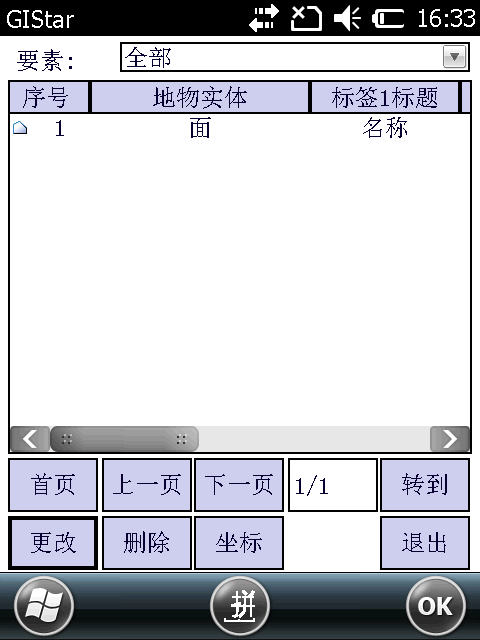 GIStar 16:33
要素: 全部
序号 地物实体 标签1标题
1 面 名称
首页 上一页 下一页 1/1 转到
更改 删除 坐标 退出
拼 OK